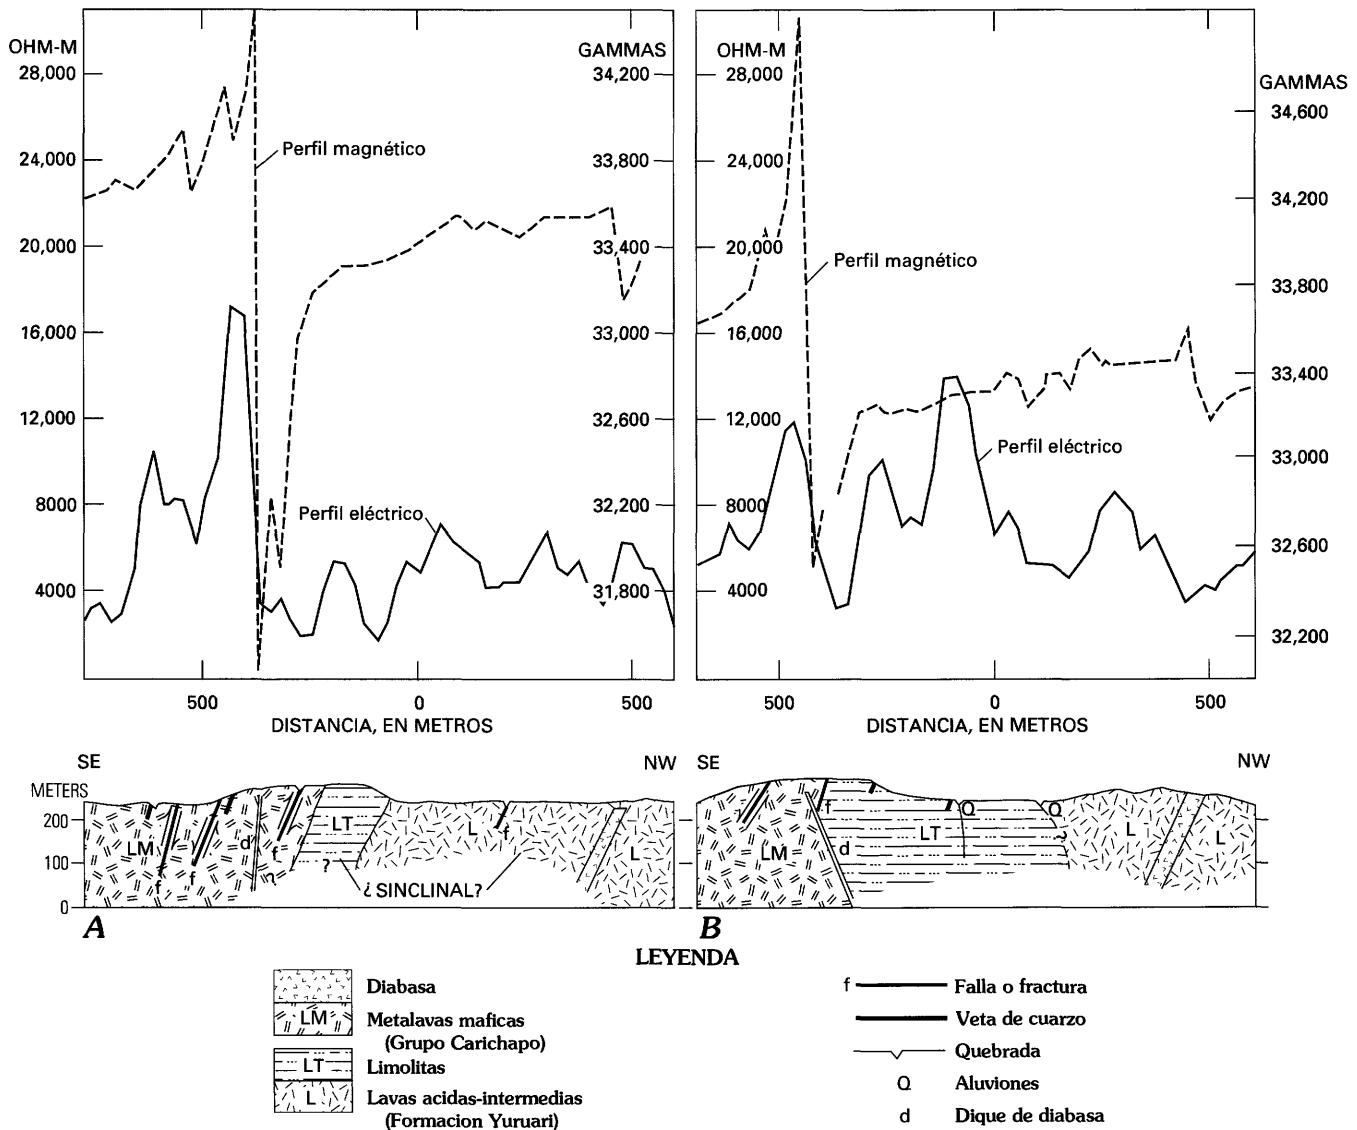 OHM-M
28,000
24,000
20,000
16,000
12,000
8000
4000
GAMMAS
34,200
33,800
33,400
33,000
32,600
32,200
31,800
Perfil magnético
Perfil eléctrico
500
0
500
DISTANCIA, EN METROS
OHM-M
28,000
24,000
20,000
16,000
12,000
8000
4000
GAMMAS
34,600
34,200
33,800
33,400
33,000
32,600
32,200
Perfil magnético
Perfil eléctrico
500
0
500
DISTANCIA, EN METROS
SE
NW
METERS
200
100
0
LM
f
f
d
f
?
LT
?
¿ SINCLINAL?
L
f
L
A
SE
NW
LM
f
d
LT
Q
Q
?
L
L
B
LEYENDA
Diabasa
LM Metalavas maficas
(Grupo Carichapo)
LT Limolitas
L Lavas acidas-intermedias
(Formacion Yuruari)
f Falla o fractura
Veta de cuarzo
Quebrada
Q Aluviones
d Dique de diabasa